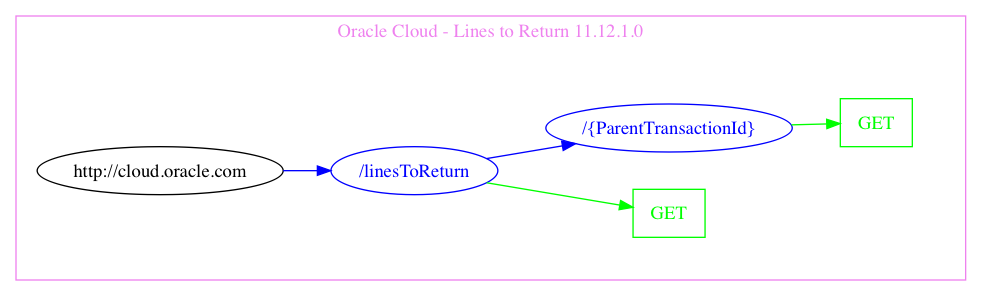 Oracle Cloud - Lines to Return 11.12.1.0
http://cloud.oracle.com
/linesToReturn
/{ParentTransactionId}
GET
GET